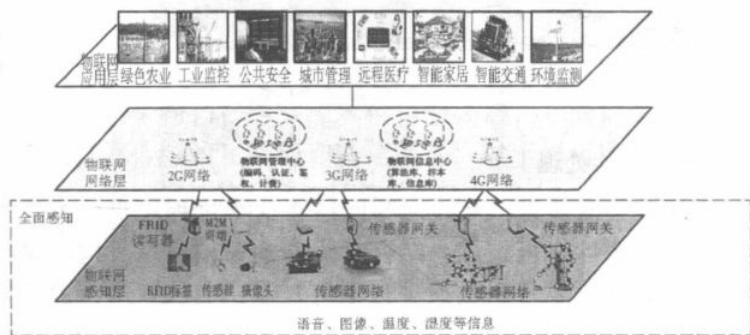 物联网
应用层
绿色农业 工业监控 公共安全 城市管理 远程医疗 智能家居 智能交通 环境监测
物联网
网络层
2G网络
物联网管理中心
(编码、认证、鉴
权、计费)
3G网络
物联网信息中心
(算法库、样本
库、信息库)
4G网络
全面感知
FRID
读写器
M2M
终端
传感器网关
传感器网关
物联网
感知层
RFID标签 传感器 摄像头 传感器网络 传感器网络
语音、图像、温度、湿度等信息